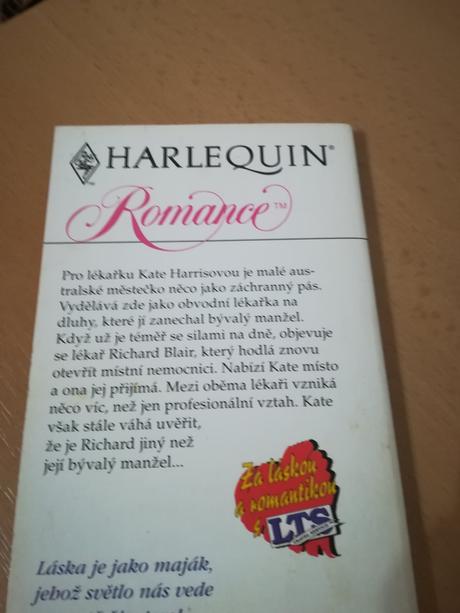 HARLEQUIN®
Romance™
Pro lékařku Kate Harrisovou je malé aus-
tralské městečko něco jako záchranný pás.
Vydělává zde jako obvodní lékařka na
dluhy, které jí zanechal bývalý manžel.
Když už je téměř se silami na dně, objevuje
se lékař Richard Blair, který hodlá znovu
otevřít místní nemocnici. Nabízí Kate místo
a ona jej přijímá. Mezi oběma lékaři vzniká
něco víc, než jen profesionální vztah. Kate
však stále váhá uvěřit,
že je Richard jiný než
její bývalý manžel...
Za láskou
a romantikou
s LTS
Láska je jako maják,
jehož světlo nás vede